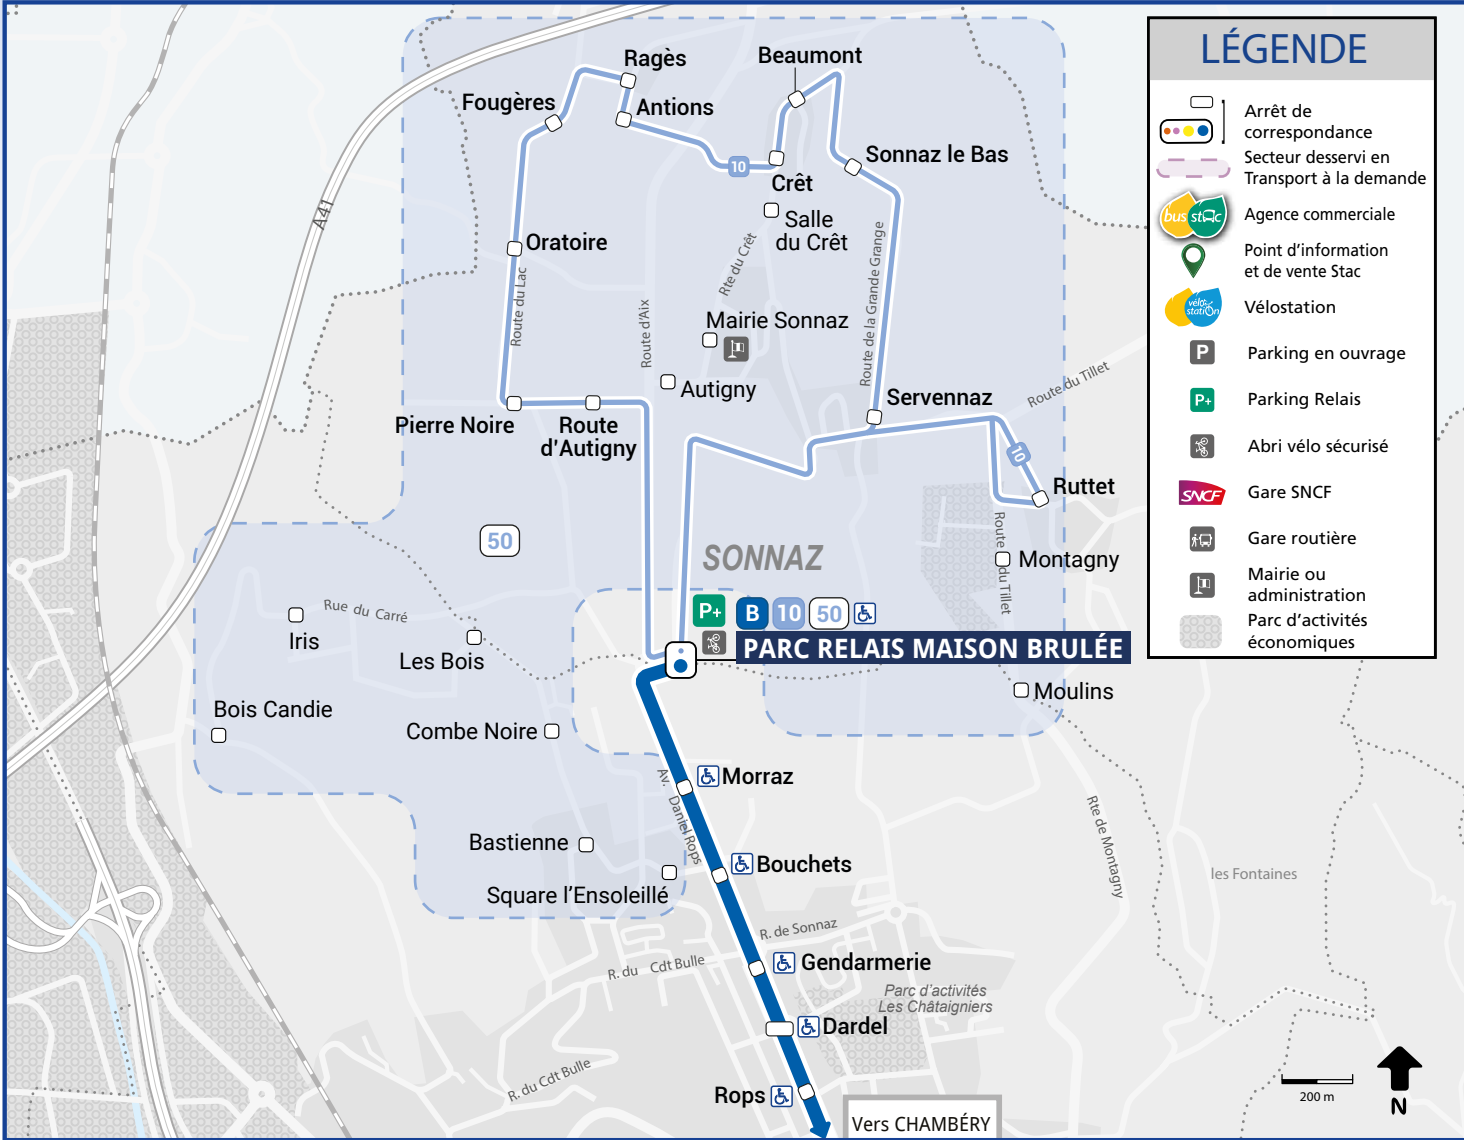 Ragès
Beaumont
Fougères
Antions
10
Sonnaz le Bas
Crêt
Salle
du Crêt
A41
Oratoire
Route du Lac
Rte du Crêt
Route de la Grande Grange
Route d'Aix
Mairie Sonnaz
Autigny
Route du Tillet
Servennaz
Pierre Noire
Route
d'Autigny
10
Ruttet
50
SONNAZ
Route du Tillet
Montagny
Rue du Carré
Iris
Les Bois
P+
B
10
50
PARC RELAIS MAISON BRULÉE
Moulins
Bois Candie
Combe Noire
Av. Daniel Rops
Morraz
Rte de Montagny
Bastienne
Bouchets
Square l'Ensoleillé
les Fontaines
R. de Sonnaz
R. du Cdt Bulle
Gendarmerie
Parc d'activités
Les Châtaigniers
Dardel
R. du Cdt Bulle
Rops
Vers CHAMBÉRY
200 m
N
LÉGENDE
Arrêt de
correspondance
Secteur desservi en
Transport à la demande
bus stac
Agence commerciale
Point d'information
et de vente Stac
vélo-
station
Vélostation
P
Parking en ouvrage
P+
Parking Relais
Abri vélo sécurisé
SNCF
Gare SNCF
Gare routière
Mairie ou
administration
Parc d'activités
économiques